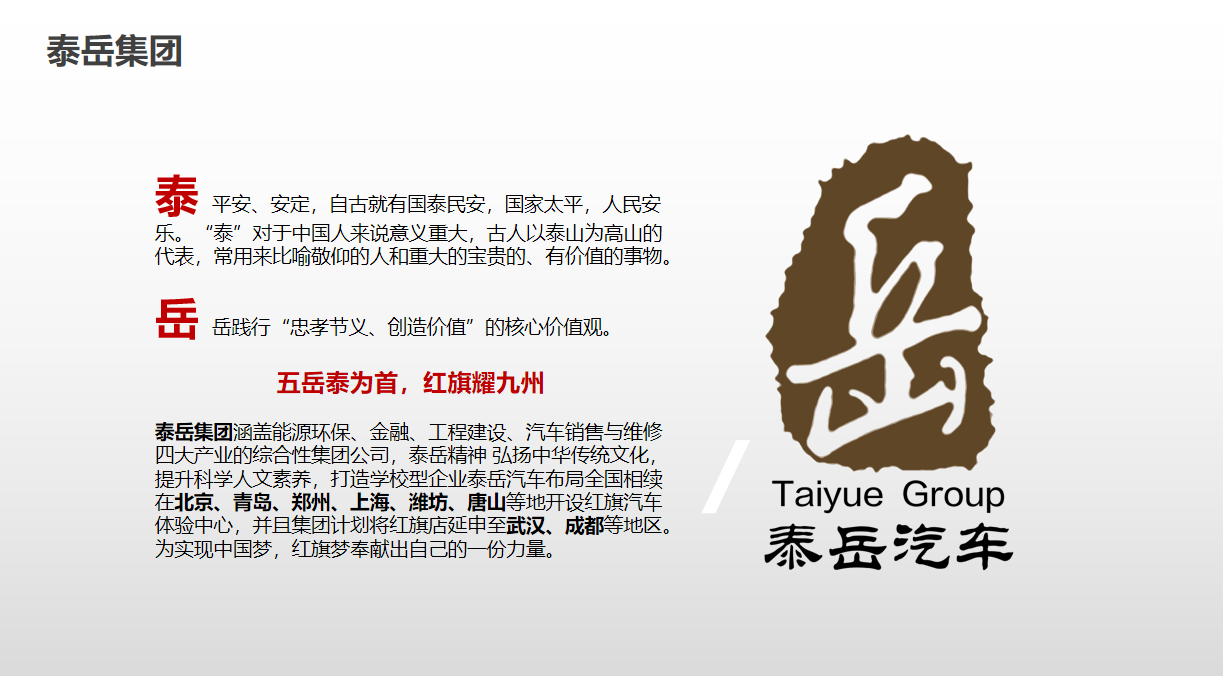 泰岳集团
泰 平安、安定，自古就有国泰民安，国家太平，人民安
乐。“泰”对于中国人来说意义重大，古人以泰山为高山的
代表，常用来比喻敬仰的人和重大的宝贵的、有价值的事物。
岳 岳践行“忠孝节义、创造价值”的核心价值观。
五岳泰为首，红旗耀九州
泰岳集团涵盖能源环保、金融、工程建设、汽车销售与维修
四大产业的综合性集团公司，泰岳精神 弘扬中华传统文化，
提升科学人文素养，打造学校型企业泰岳汽车布局全国相续
在北京、青岛、郑州、上海、潍坊、唐山等地开设红旗汽车
体验中心，并且集团计划将红旗店延申至武汉、成都等地区。
为实现中国梦，红旗梦奉献出自己的一份力量。
岳
/
Taiyue Group
泰岳汽车